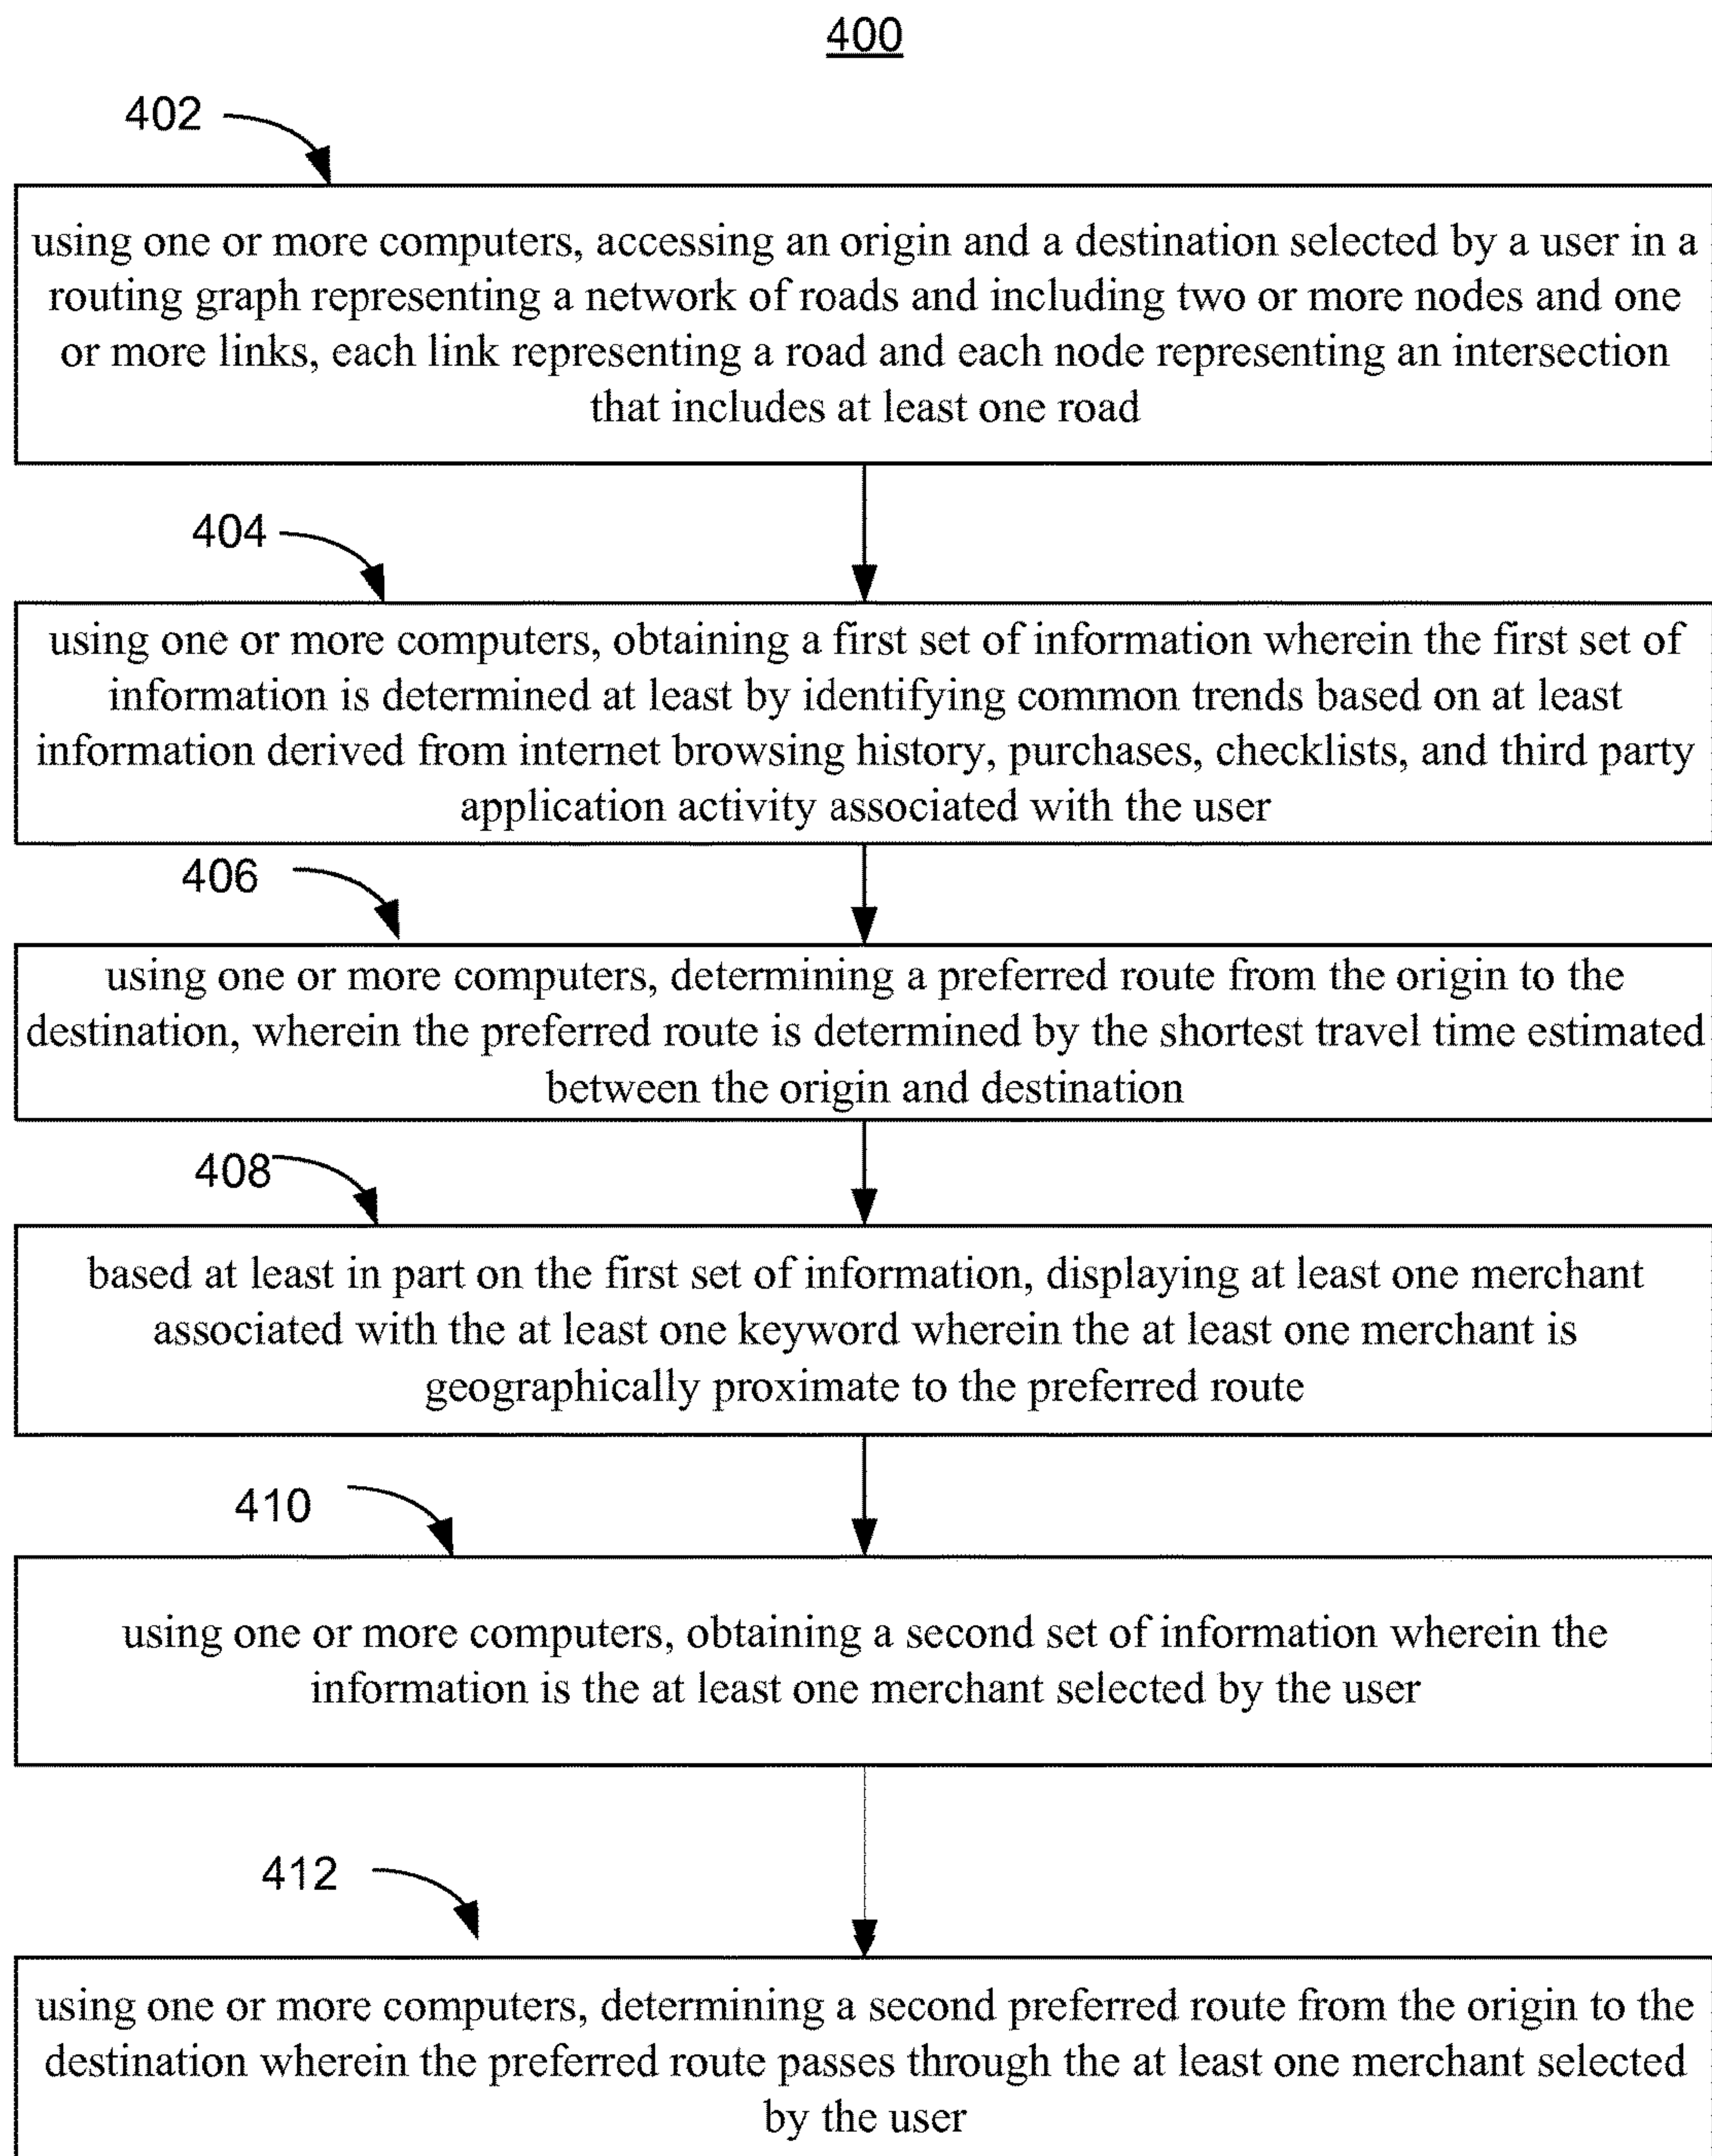 400
402
using one or more computers, accessing an origin and a destination selected by a user in a
routing graph representing a network of roads and including two or more nodes and one
or more links, each link representing a road and each node representing an intersection
that includes at least one road
404
using one or more computers, obtaining a first set of information wherein the first set of
information is determined at least by identifying common trends based on at least
information derived from internet browsing history, purchases, checklists, and third party
application activity associated with the user
406
using one or more computers, determining a preferred route from the origin to the
destination, wherein the preferred route is determined by the shortest travel time estimated
between the origin and destination
408
based at least in part on the first set of information, displaying at least one merchant
associated with the at least one keyword wherein the at least one merchant is
geographically proximate to the preferred route
410
using one or more computers, obtaining a second set of information wherein the
information is the at least one merchant selected by the user
412
using one or more computers, determining a second preferred route from the origin to the
destination wherein the preferred route passes through the at least one merchant selected
by the user